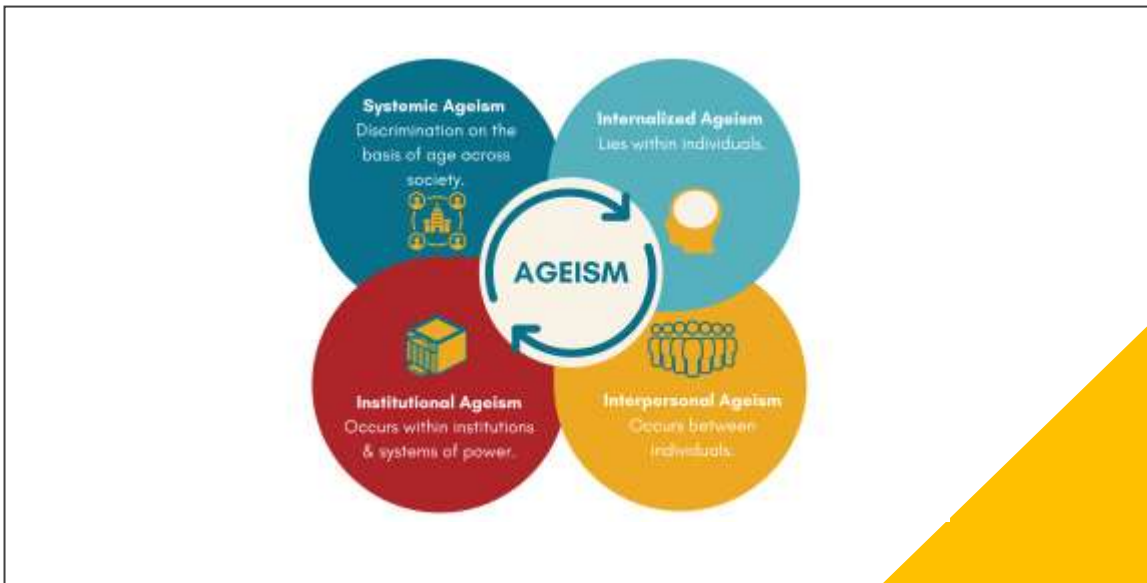 Systemic Ageism
Discrimination on the
basis of age across
society.
Internalized Ageism
Lies within individuals.
AGEISM
Institutional Ageism
Occurs within institutions
& systems of power.
Interpersonal Ageism
Occurs between
individuals.